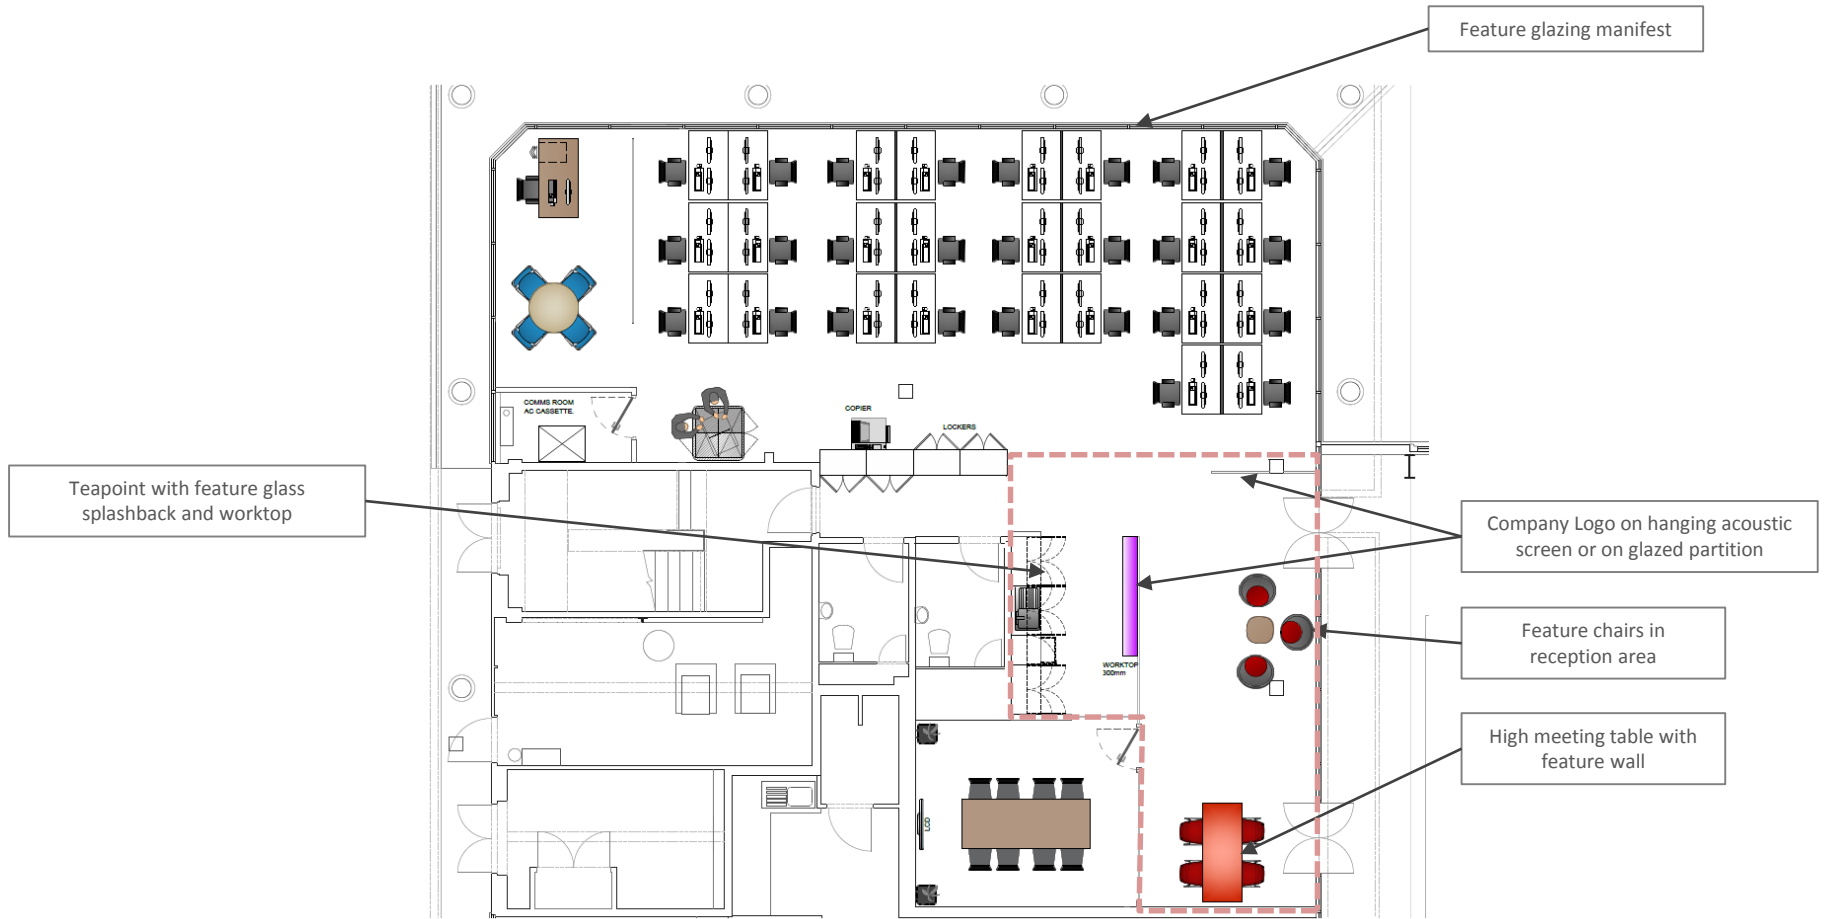 Feature glazing manifest
COMMS ROOM
AC CASSETTE.
COPIER
LOCKERS
Teapoint with feature glass
splashback and worktop
Company Logo on hanging acoustic
screen or on glazed partition
Feature chairs in
reception area
WORKTOP
300mm
High meeting table with
feature wall
LCD